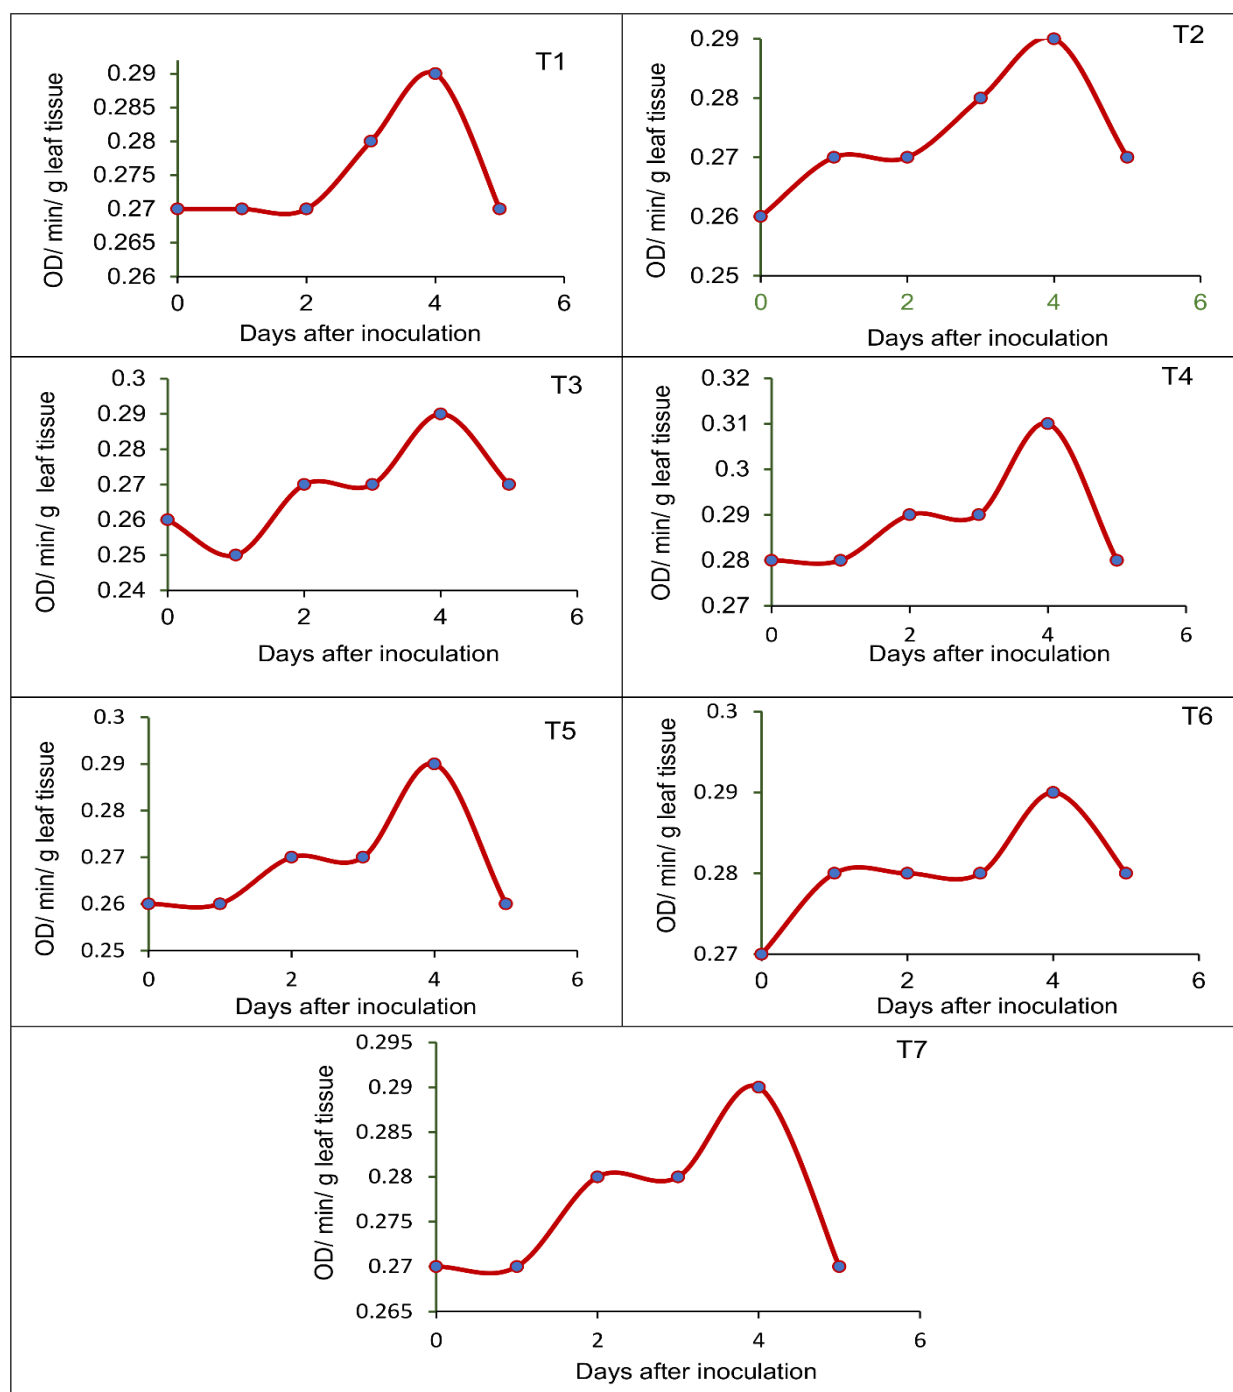 T1
OD/ min/ g leaf tissue
0.29
0.285
0.28
0.275
0.27
0.265
0.26
0 2 4 6
Days after inoculation
T2
OD/ min/ g leaf tissue
0.29
0.28
0.27
0.26
0.25
0 2 4 6
Days after inoculation
T3
OD/ min/ g leaf tissue
0.3
0.29
0.28
0.27
0.26
0.25
0.24
0 2 4 6
Days after inoculation
T4
OD/ min/ g leaf tissue
0.32
0.31
0.3
0.29
0.28
0.27
0 2 4 6
Days after inoculation
T5
OD/ min/ g leaf tissue
0.3
0.29
0.28
0.27
0.26
0.25
0 2 4 6
Days after inoculation
T6
OD/ min/ g leaf tissue
0.3
0.29
0.28
0.27
0 2 4 6
Days after inoculation
T7
OD/ min/ g leaf tissue
0.295
0.29
0.285
0.28
0.275
0.27
0.265
0 2 4 6
Days after inoculation